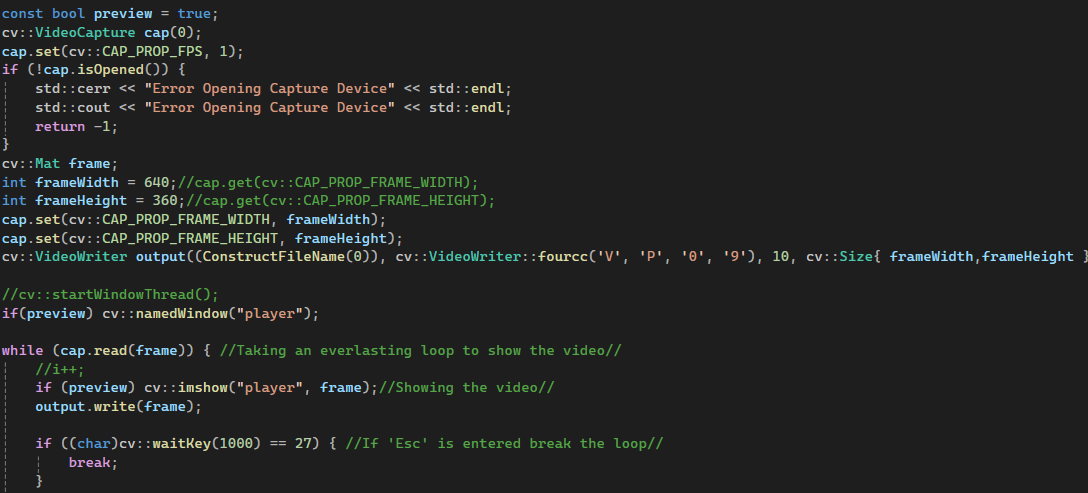 const bool preview = true;
cv::VideoCapture cap(0);
cap.set(cv::CAP_PROP_FPS, 1);
if (!cap.isOpened()) {
    std::cerr << "Error Opening Capture Device" << std::endl;
    std::cout << "Error Opening Capture Device" << std::endl;
    return -1;
}
cv::Mat frame;
int frameWidth = 640;//cap.get(cv::CAP_PROP_FRAME_WIDTH);
int frameHeight = 360;//cap.get(cv::CAP_PROP_FRAME_HEIGHT);
cap.set(cv::CAP_PROP_FRAME_WIDTH, frameWidth);
cap.set(cv::CAP_PROP_FRAME_HEIGHT, frameHeight);
cv::VideoWriter output((ConstructFileName(0)), cv::VideoWriter::fourcc('V', 'P', '0', '9'), 10, cv::Size{ frameWidth,frameHeight }
//cv::startWindowThread();
if(preview) cv::namedWindow("player");
while (cap.read(frame)) { //Taking an everlasting loop to show the video//
    //i++;
    if (preview) cv::imshow("player", frame);//Showing the video//
    output.write(frame);
    if ((char)cv::waitKey(1000) == 27) { //If 'Esc' is entered break the loop//
        break;
    }